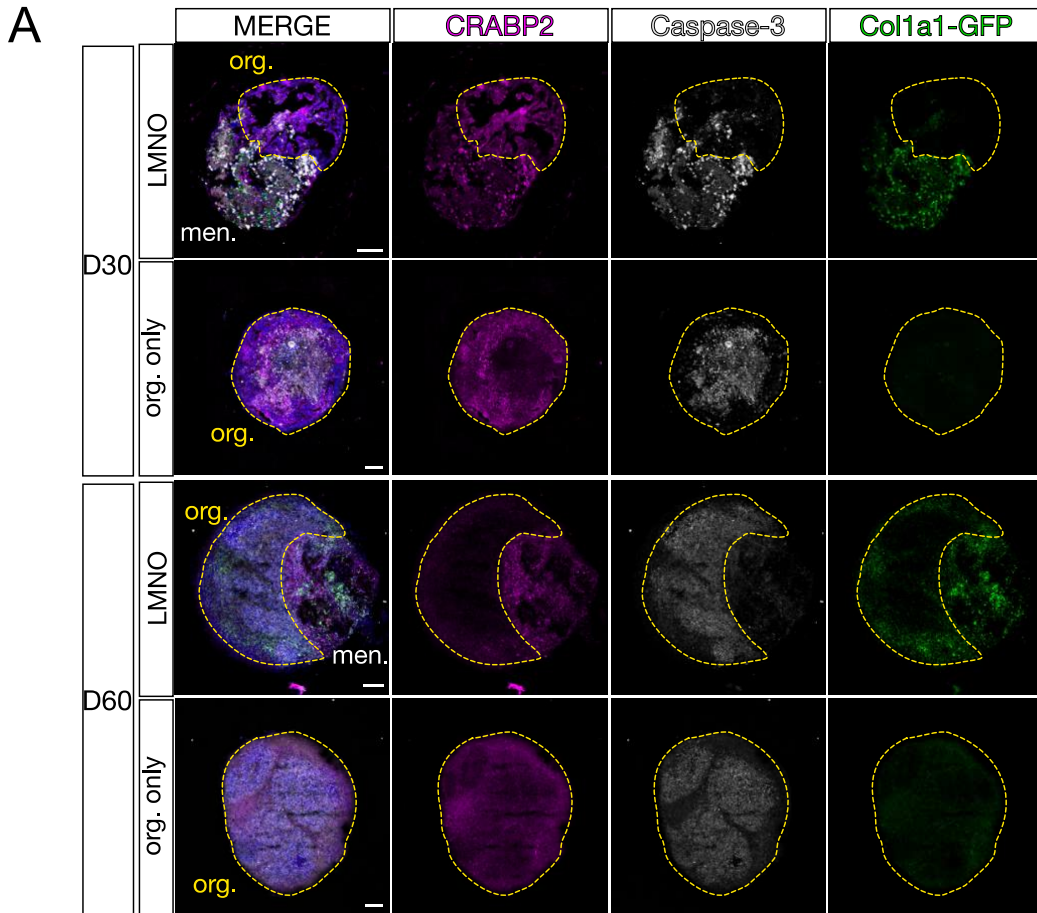 A
MERGE
CRABP2
Caspase-3
Col1a1-GFP
D30
LMNO
org.
men.
org. only
org.
D60
LMNO
org.
men.
org. only
org.